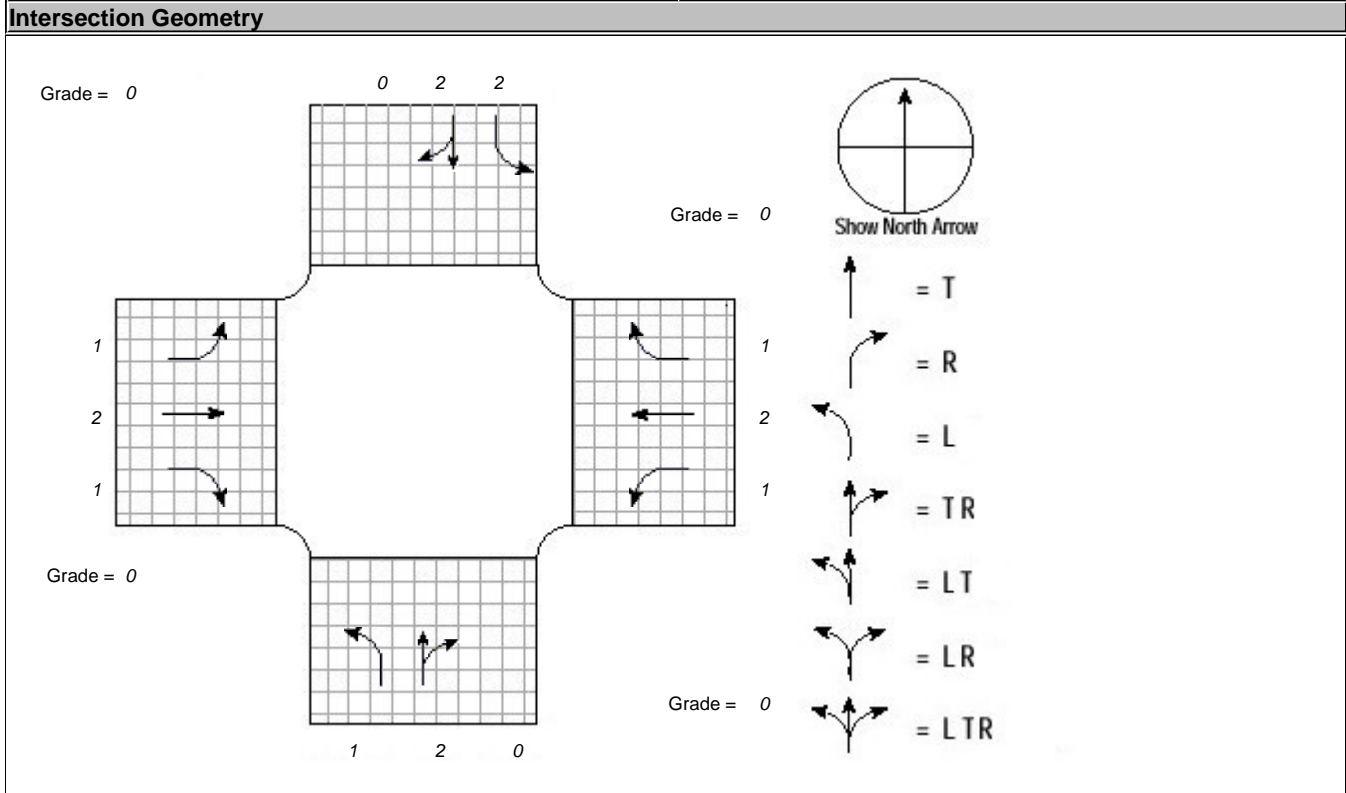 Intersection Geometry
Grade = 0
0 2 2
Grade = 0
Show North Arrow
= T
1
1
= R
2
2
= L
1
1
= TR
Grade = 0
= LT
= LR
Grade = 0
= LTR
1 2 0